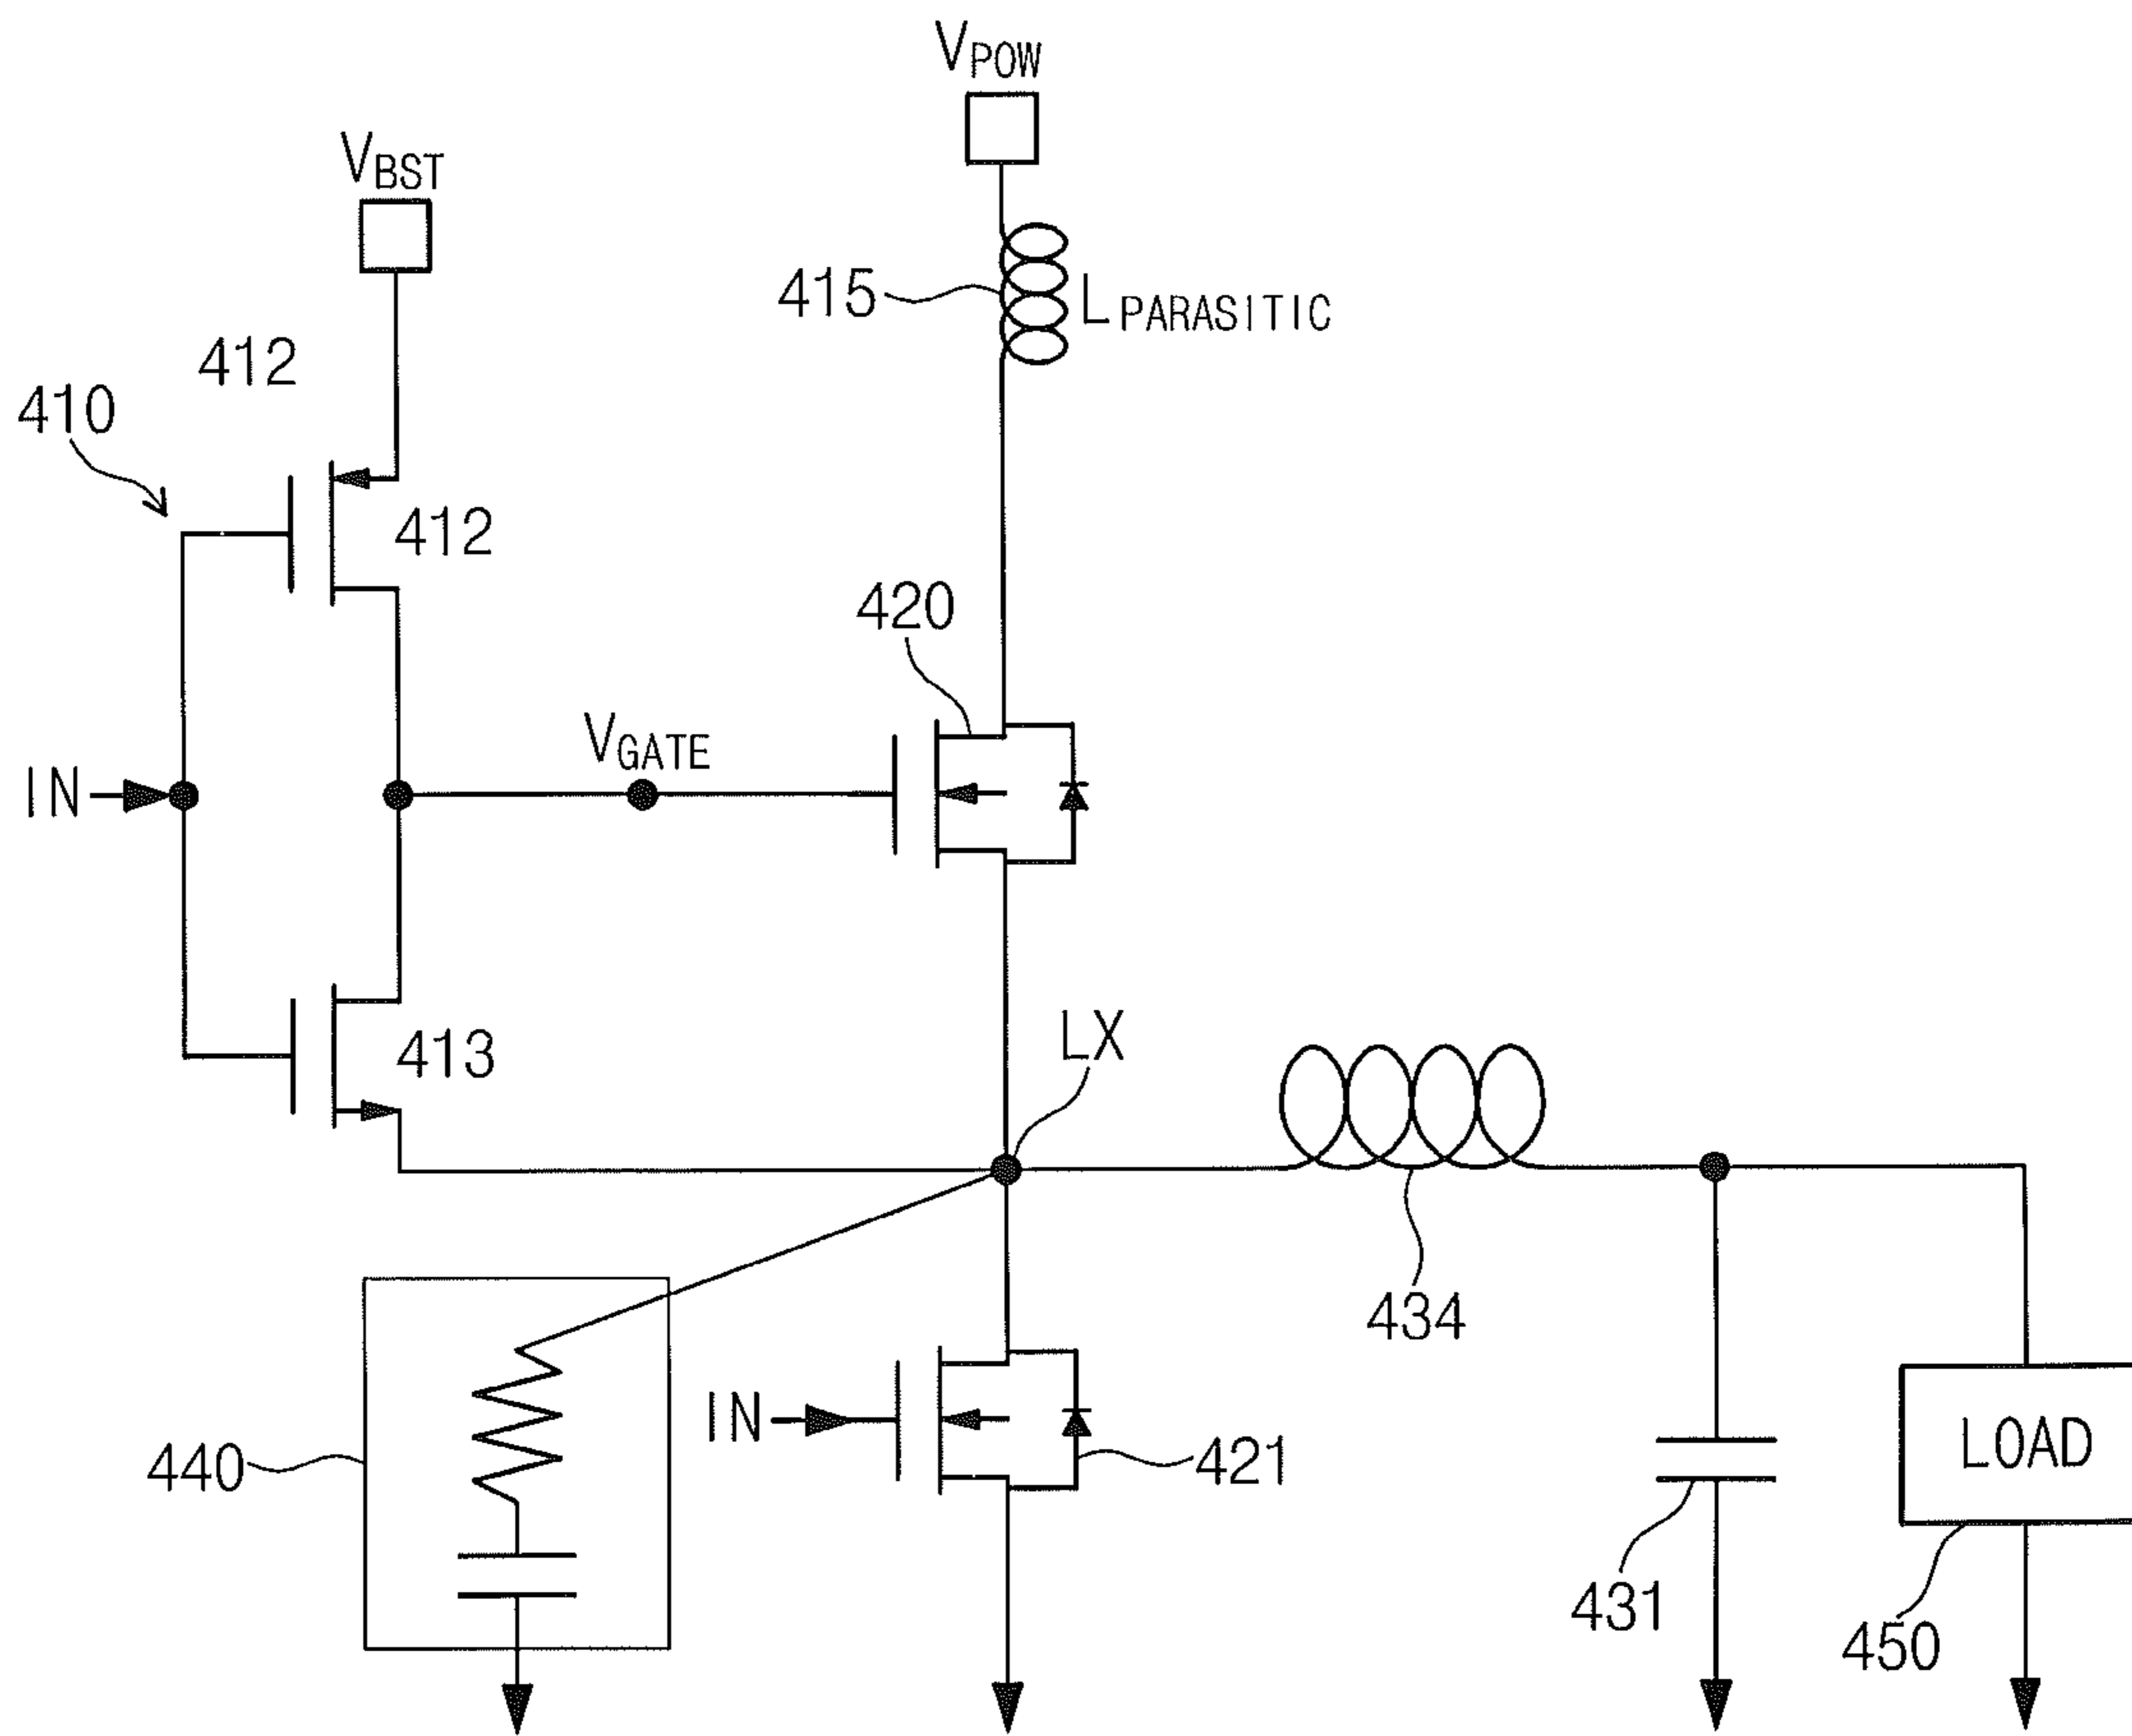 VPOW
VBST
415
LPARASITIC
412
410
412
420
VGATE
IN
LX
413
434
IN
421
440
LOAD
431
450